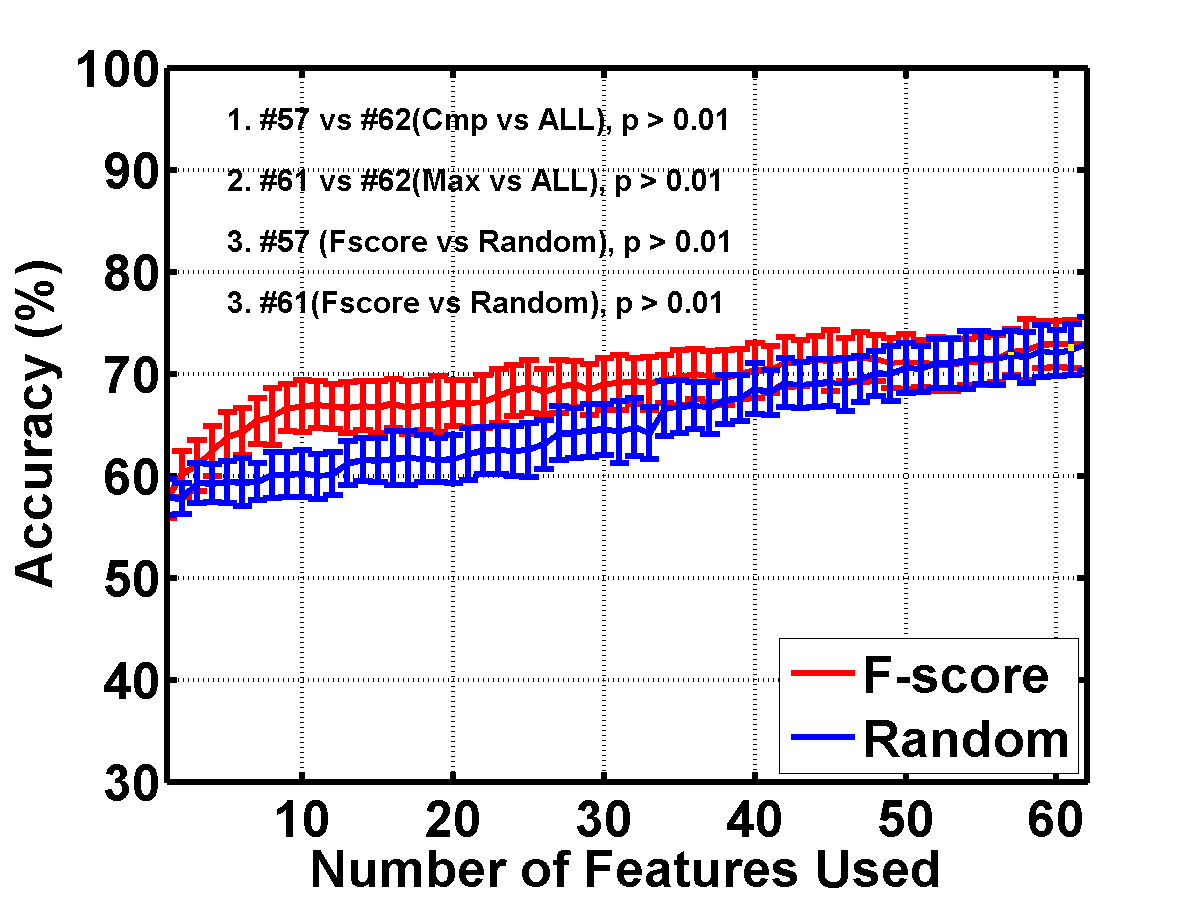 100
90
80
70
60
50
40
30
Accuracy (%)
1. #57 vs #62(Cmp vs ALL), p > 0.01
2. #61 vs #62(Max vs ALL), p > 0.01
3. #57 (Fscore vs Random), p > 0.01
3. #61(Fscore vs Random), p > 0.01
F-score
Random
10 20 30 40 50 60
Number of Features Used